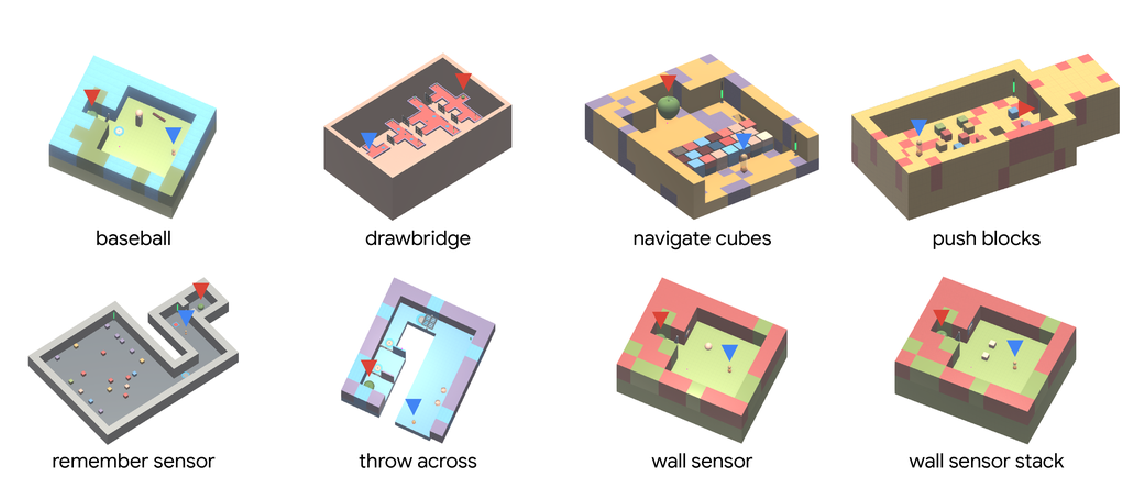 baseball
drawbridge
navigate cubes
push blocks
remember sensor
throw across
wall sensor
wall sensor stack